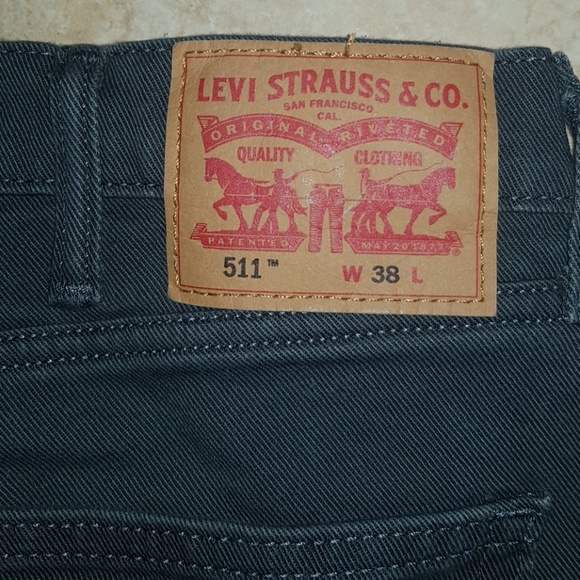 LEVI STRAUSS & CO.
SAN FRANCISCO
CAL.
ORIGINAL RIVETED
QUALITY CLOTHING
PATENTED MAY 20 1873 ®
511™ W 38 L